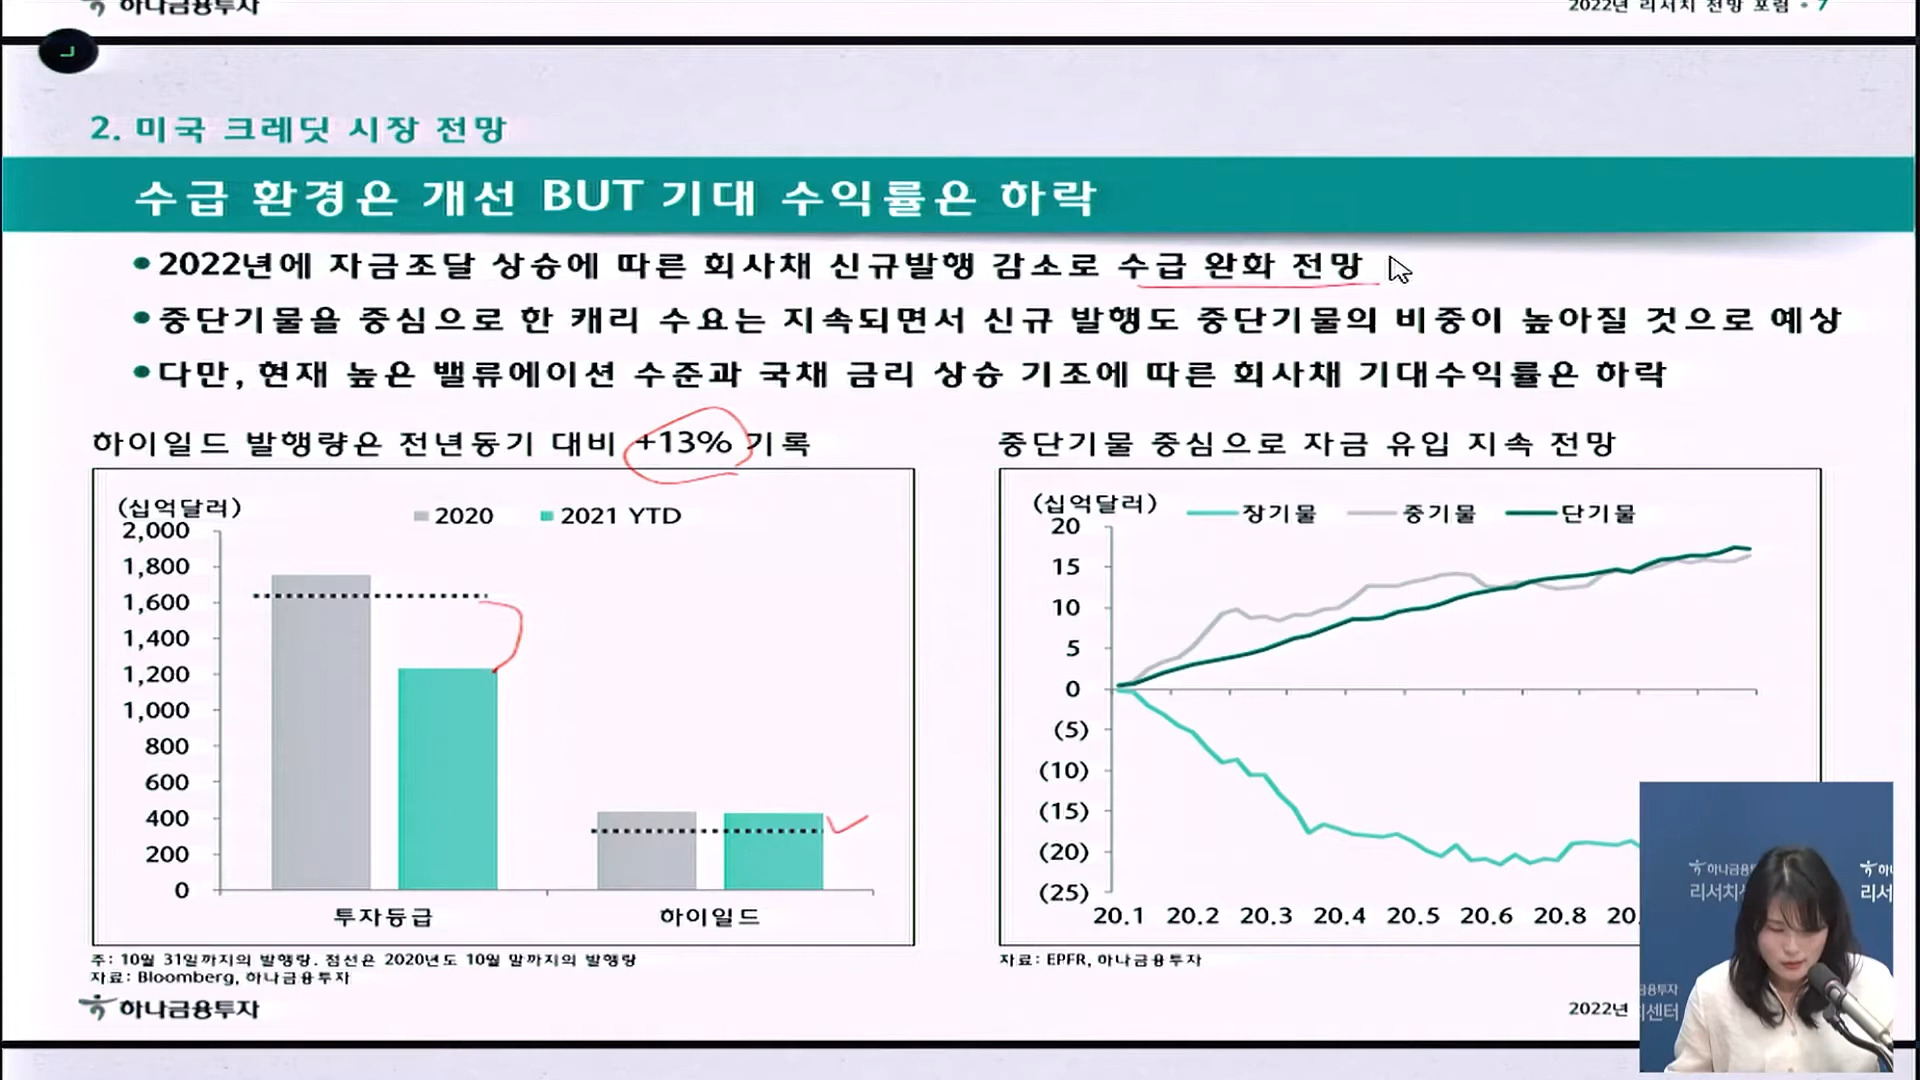 하나금융투자
2022년 리서치 전망 포럼 • 7
2. 미국 크레딧 시장 전망
수급 환경은 개선 BUT 기대 수익률은 하락
•2022년에 자금조달 상승에 따른 회사채 신규발행 감소로 수급 완화 전망
•중단기물을 중심으로 한 캐리 수요는 지속되면서 신규 발행도 중단기물의 비중이 높아질 것으로 예상
•다만, 현재 높은 밸류에이션 수준과 국채 금리 상승 기조에 따른 회사채 기대수익률은 하락
하이일드 발행량은 전년동기 대비 +13% 기록
(십억달러)
2020 2021 YTD
2,000
1,800
1,600
1,400
1,200
1,000
800
600
400
200
0
투자등급 하이일드
주: 10월 31일까지의 발행량. 점선은 2020년도 10월 말까지의 발행량
자료: Bloomberg, 하나금융투자
중단기물 중심으로 자금 유입 지속 전망
(십억달러)
장기물 중기물 단기물
20
15
10
5
0
(5)
(10)
(15)
(20)
(25)
20.1 20.2 20.3 20.4 20.5 20.6 20.8 20.
자료: EPFR, 하나금융투자
하나금융투자
2022년
하나금융
리서치
하나
리서
금융투자
센터